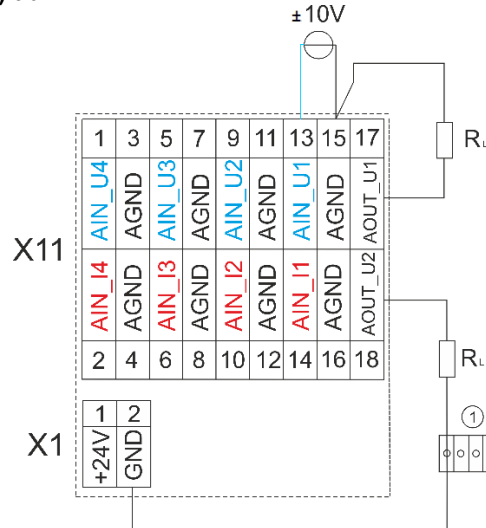 ±10V
1 3 5 7 9 11 13 15 17
AIN_U4 AGND AIN_U3 AGND AIN_U2 AGND AIN_U1 AGND AOUT_U1
RL
X11
AIN_I4 AGND AIN_I3 AGND AIN_I2 AGND AIN_I1 AGND AOUT_U2
2 4 6 8 10 12 14 16 18
RL
X1
1 2
+24V GND
1